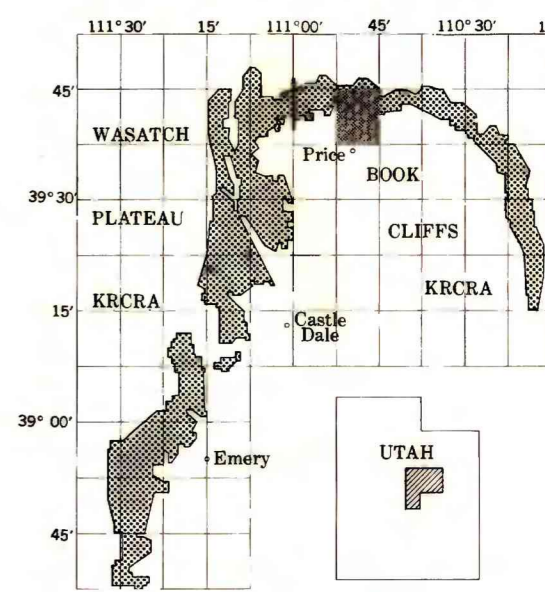 111° 30′ 15′ 111° 00′ 45′ 110° 30′ 1
45′
WASATCH
Price
BOOK
39° 30′
PLATEAU
CLIFFS
KRCRA
KRCRA
15′
Castle
Dale
39° 00′
Emery
UTAH
45′